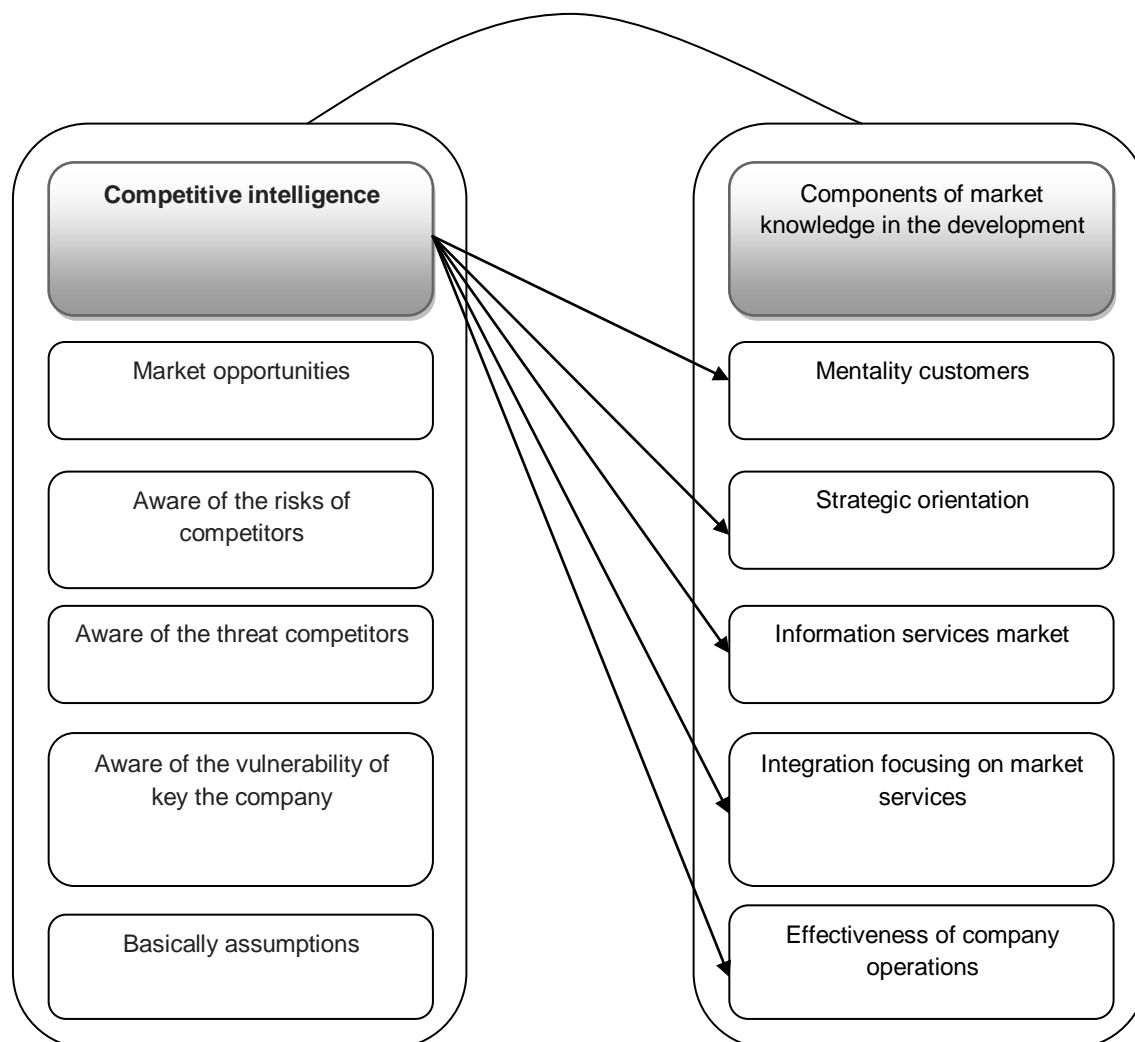 Competitive intelligence
Market opportunities
Aware of the risks of
competitors
Aware of the threat competitors
Aware of the vulnerability of
key the company
Basically assumptions
Components of market
knowledge in the development
Mentality customers
Strategic orientation
Information services market
Integration focusing on market
services
Effectiveness of company
operations